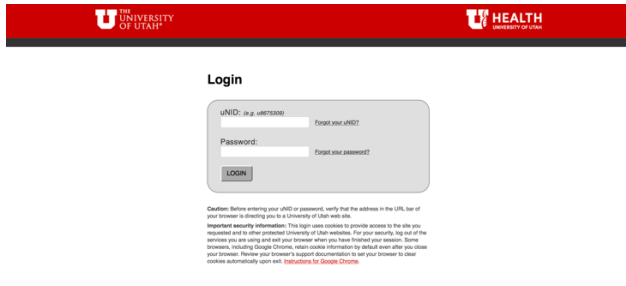 THE
UNIVERSITY
OF UTAH®
HEALTH
UNIVERSITY OF UTAH
Login
uNID: (e.g. u8675309)
Forgot your uNID?
Password:
Forgot your password?
LOGIN
Caution: Before entering your uNID or password, verify that the address in the URL bar of
your browser is directing you to a University of Utah web site.
Important security information: This login uses cookies to provide access to the site you
requested and to other protected University of Utah websites. For your security, log out of the
services you are using and exit your browser when you have finished your session. Some
browsers, including Google Chrome, retain cookie information by default even after you close
your browser. Review your browser's support documentation to set your browser to clear
cookies automatically upon exit. Instructions for Google Chrome.